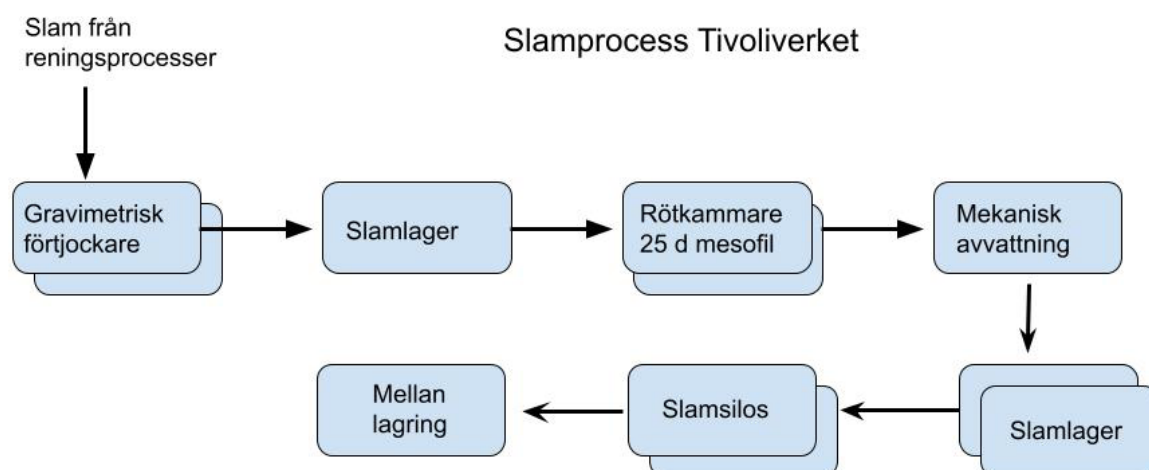 Slam från
reningsprocesser
Slamprocess Tivoliverket
Gravimetrisk
förtjockare
Slamlager
Rötkammare
25 d mesofil
Mekanisk
avvattning
Slamlager
Slamsilos
Mellan
lagring